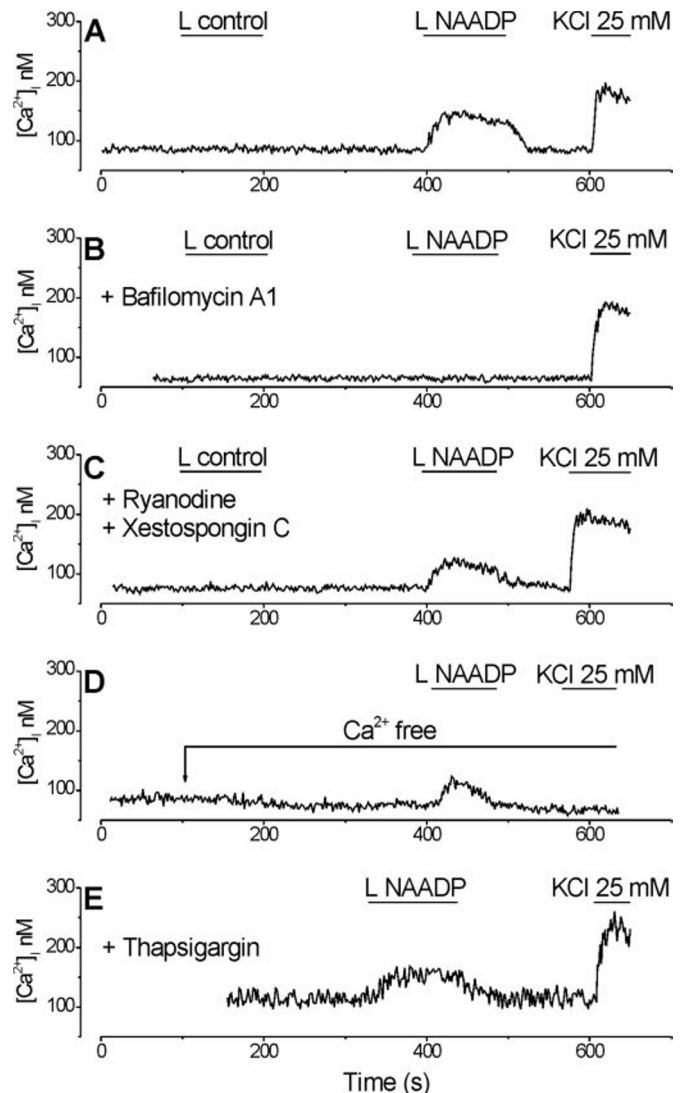 A
L control
L NAADP
KCl 25 mM
[Ca²⁺]ᵢ nM
300
200
100
0
200
400
600
B
L control
L NAADP
KCl 25 mM
+ Bafilomycin A1
[Ca²⁺]ᵢ nM
300
200
100
0
200
400
600
C
L control
L NAADP
KCl 25 mM
+ Ryanodine
+ Xestospongin C
[Ca²⁺]ᵢ nM
300
200
100
0
200
400
600
D
L NAADP
KCl 25 mM
Ca²⁺ free
[Ca²⁺]ᵢ nM
300
200
100
0
200
400
600
E
L NAADP
KCl 25 mM
+ Thapsigargin
[Ca²⁺]ᵢ nM
300
200
100
0
200
400
600
Time (s)